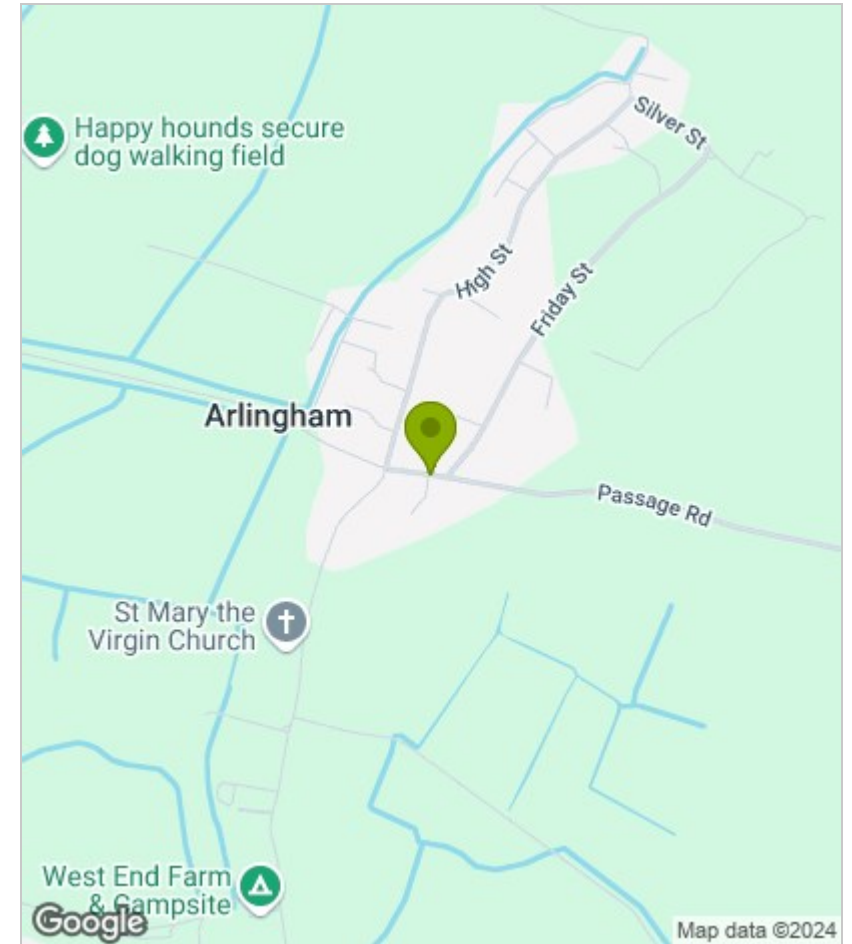 Happy hounds secure
dog walking field
Silver St
High St
Friday St
Arlingham
Passage Rd
St Mary the
Virgin Church
West End Farm
& Campsite
Google
Map data ©2024